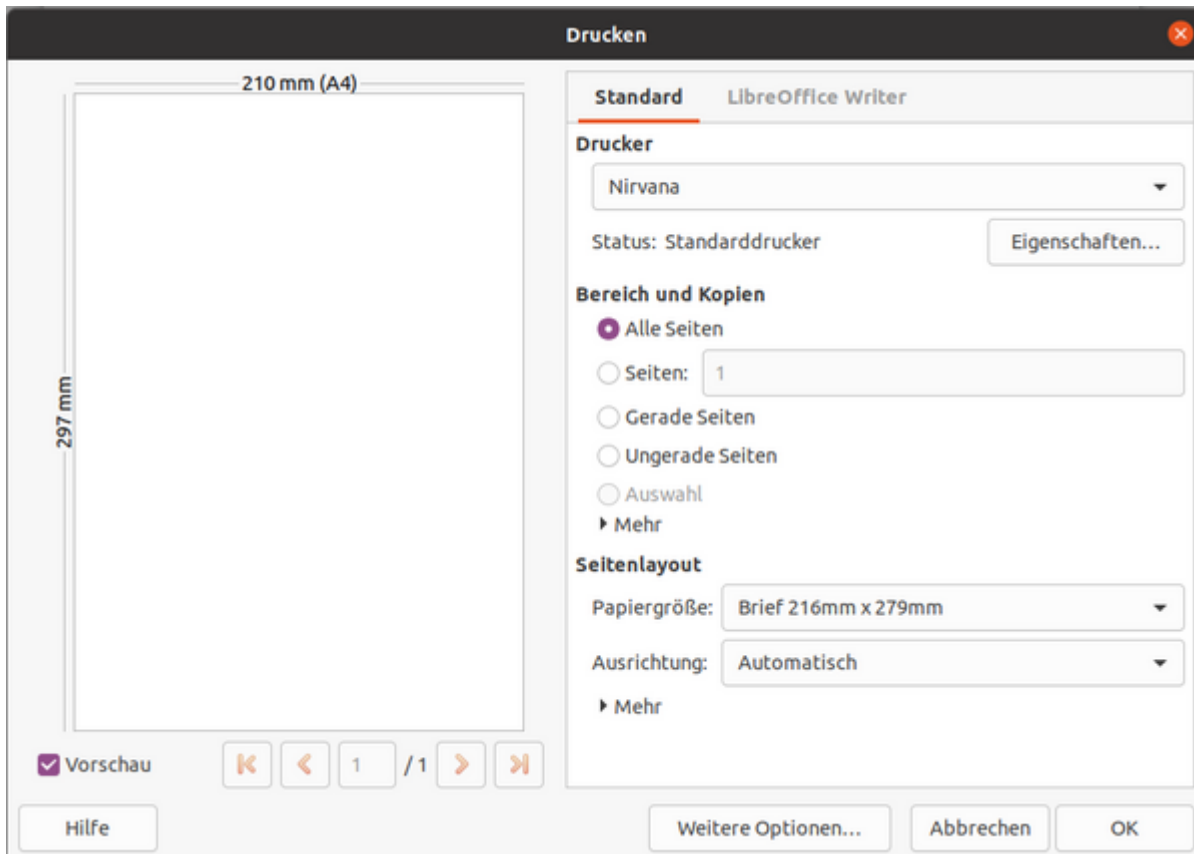 Drucken
210 mm (A4)
297 mm
Vorschau
1 / 1
Standard LibreOffice Writer
Drucker
Nirvana
Status: Standarddrucker Eigenschaften...
Bereich und Kopien
Alle Seiten
Seiten: 1
Gerade Seiten
Ungerade Seiten
Auswahl
Mehr
Seitenlayout
Papiergröße: Brief 216mm x 279mm
Ausrichtung: Automatisch
Mehr
Hilfe Weitere Optionen... Abbrechen OK